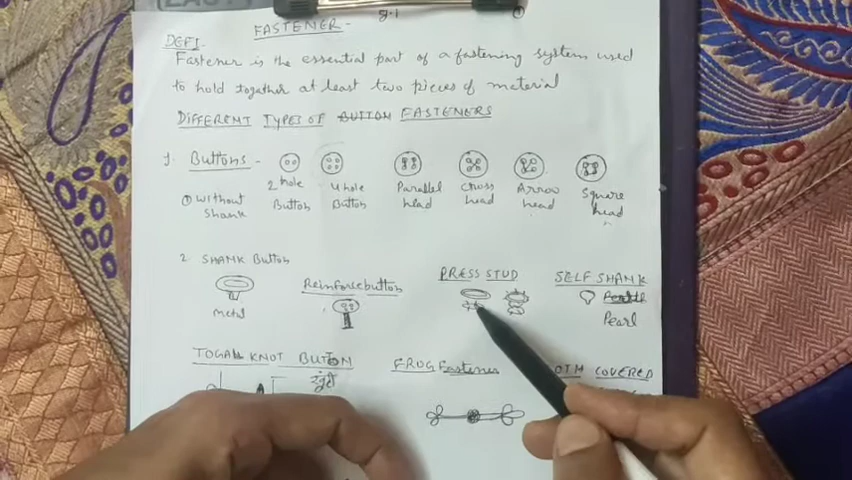 FASTENER -
DEFI.
Fastener is the essential part of a fastening system used
to hold together at least two pieces of material
DIFFERENT TYPES OF BUTTON FASTENERS
1. Buttons -
① without Shank
2 hole Button
4 hole Button
Parallel head
Cross head
Arrow head
Square head
2 SHANK Button
metal
Reinforce button
PRESS STUD
SELF SHANK
Pearl
TOGAL KNOT BUTTON
FROG Fastener
OTH COVERED